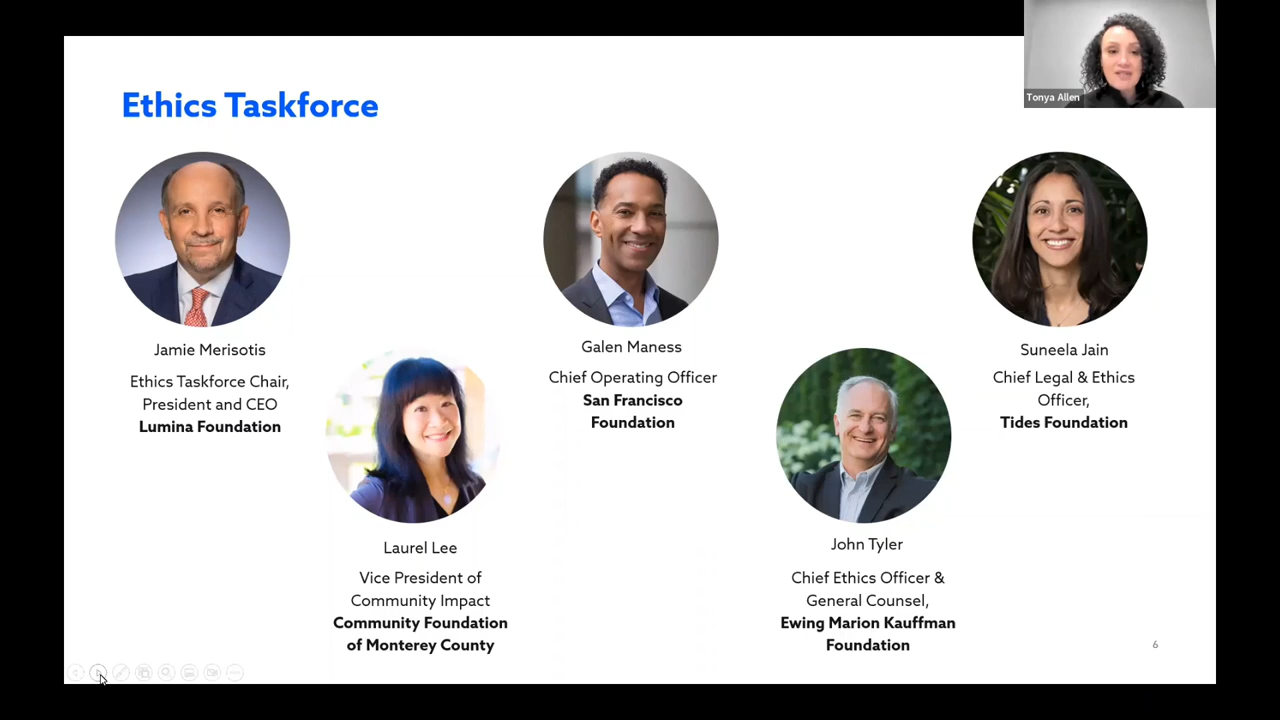 Ethics Taskforce
Tonya Allen
Jamie Merisotis
Ethics Taskforce Chair,
President and CEO
Lumina Foundation
Laurel Lee
Vice President of
Community Impact
Community Foundation
of Monterey County
Galen Maness
Chief Operating Officer
San Francisco
Foundation
John Tyler
Chief Ethics Officer &
General Counsel,
Ewing Marion Kauffman
Foundation
Suneela Jain
Chief Legal & Ethics
Officer,
Tides Foundation
6